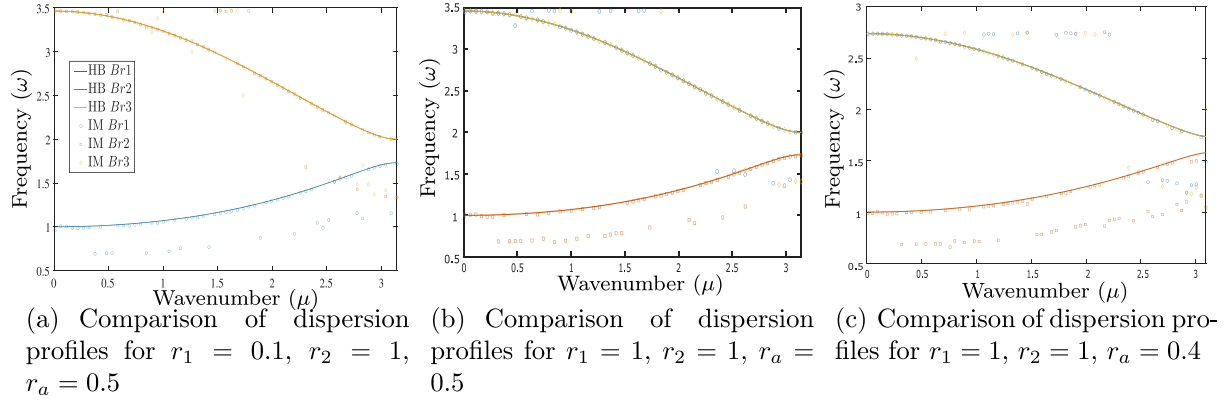 3.5
3
2.5
2
1.5
1
0.5
0
0.5
1
1.5
2
2.5
3
Frequency (ω)
Wavenumber (μ)
HB Br1
HB Br2
HB Br3
IM Br1
IM Br2
IM Br3
(a) Comparison of dispersion
profiles for r₁ = 0.1, r₂ = 1,
rₐ = 0.5
3.5
3
2.5
2
1.5
1
0.5
0
0.5
1
1.5
2
2.5
3
Frequency (ω)
Wavenumber (μ)
(b) Comparison of dispersion
profiles for r₁ = 1, r₂ = 1, rₐ =
0.5
3
2.5
2
1.5
1
0.5
0
0.5
1
1.5
2
2.5
3
Frequency (ω)
Wavenumber (μ)
(c) Comparison of dispersion pro-
files for r₁ = 1, r₂ = 1, rₐ = 0.4